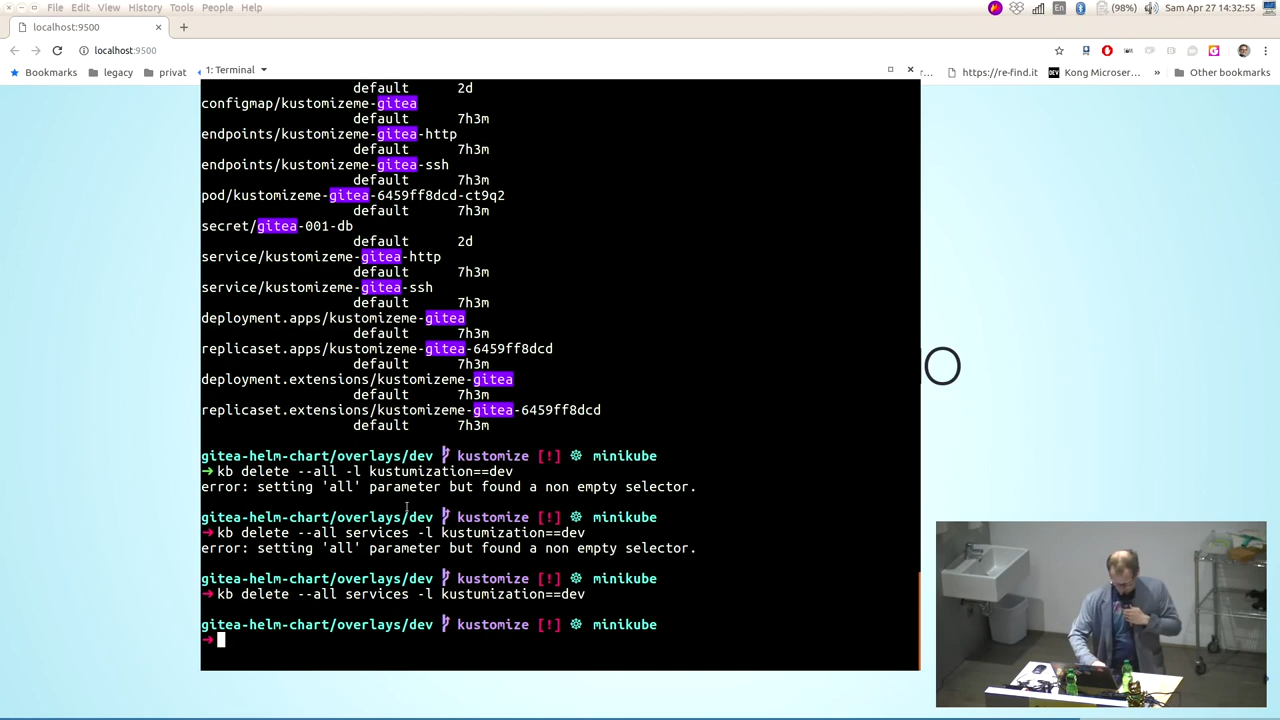 File Edit View History Tools People Help
En (98%) Sam Apr 27 14:32:55
localhost:9500
localhost:9500
Bookmarks legacy privat
https://re-find.it Kong Microser... » Other bookmarks
1: Terminal
default 2d
configmap/kustomizeme-gitea
default 7h3m
endpoints/kustomizeme-gitea-http
default 7h3m
endpoints/kustomizeme-gitea-ssh
default 7h3m
pod/kustomizeme-gitea-6459ff8dcd-ct9q2
default 7h3m
secret/gitea-001-db
default 2d
service/kustomizeme-gitea-http
default 7h3m
service/kustomizeme-gitea-ssh
default 7h3m
deployment.apps/kustomizeme-gitea
default 7h3m
replicaset.apps/kustomizeme-gitea-6459ff8dcd
default 7h3m
deployment.extensions/kustomizeme-gitea
default 7h3m
replicaset.extensions/kustomizeme-gitea-6459ff8dcd
default 7h3m
gitea-helm-chart/overlays/dev kustomize [!] ☸ minikube
➜ kb delete --all -l kustumization==dev
error: setting 'all' parameter but found a non empty selector.
gitea-helm-chart/overlays/dev kustomize [!] ☸ minikube
➜ kb delete --all services -l kustumization==dev
error: setting 'all' parameter but found a non empty selector.
gitea-helm-chart/overlays/dev kustomize [!] ☸ minikube
➜ kb delete --all services -l kustumization==dev
gitea-helm-chart/overlays/dev kustomize [!] ☸ minikube
➜
O